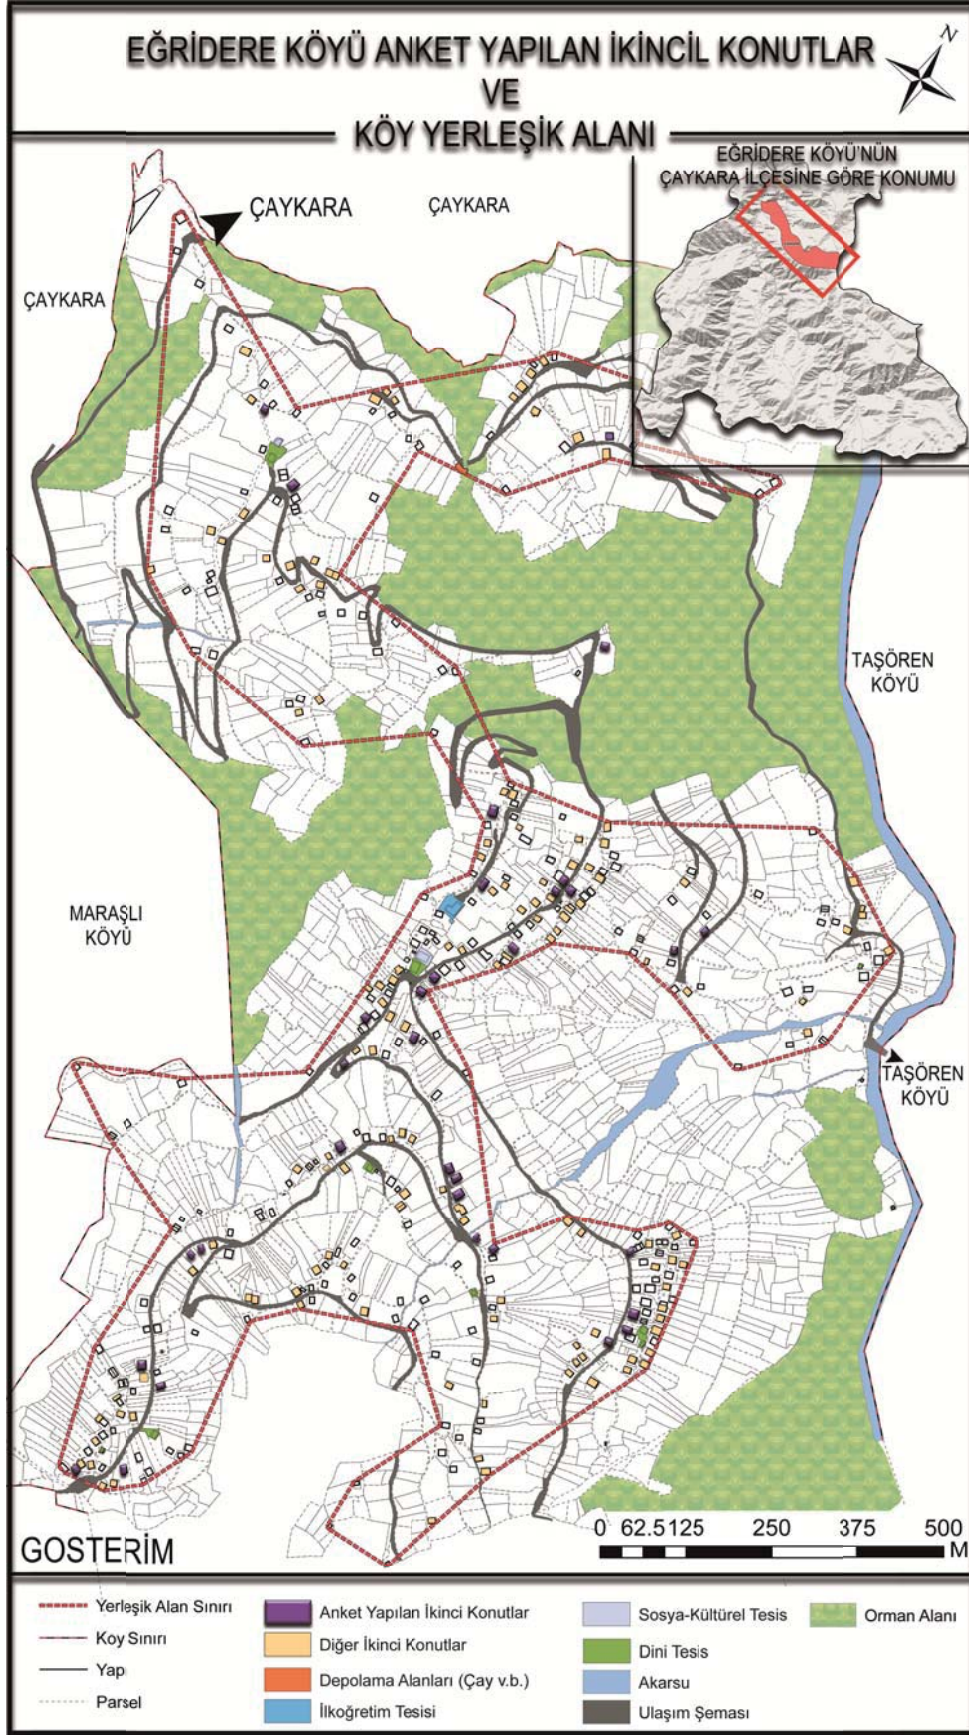 EĞRİDERE KÖYÜ ANKET YAPILAN İKİNCİL KONUTLAR
VE
KÖY YERLEŞİK ALANI
N
EĞRİDERE KÖYÜ'NÜN
ÇAYKARA İLÇESİNE GÖRE KONUMU
ÇAYKARA
ÇAYKARA
ÇAYKARA
TAŞÖREN
KÖYÜ
MARAŞLI
KÖYÜ
TAŞÖREN
KÖYÜ
0 62.5 125 250 375 500
M
GOSTERİM
Yerleşik Alan Sınırı
Koy Sınırı
Yap
Parsel
Anket Yapılan İkinci Konutlar
Diğer İkinci Konutlar
Depolama Alanları (Çay v.b.)
İlkoğretim Tesisi
Sosya-Kültürel Tesis
Dini Tesis
Akarsu
Ulaşım Şeması
Orman Alanı